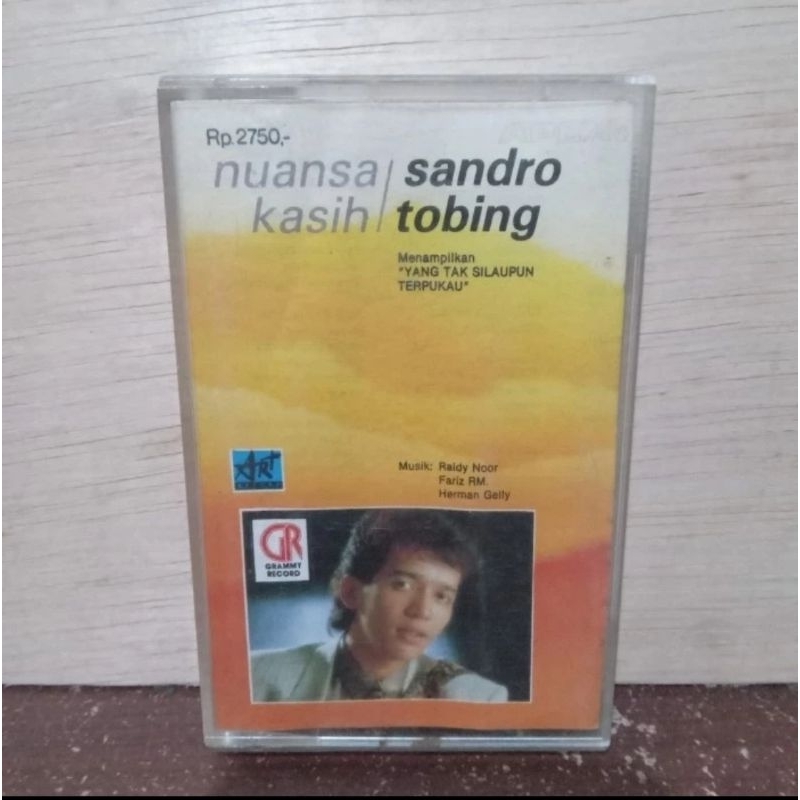 Rp.2750,-
nuansa / sandro
kasih / tobing
Menampilkan
"YANG TAK SILAUPUN
TERPUKAU"
ART
Musik: Raidy Noor
Fariz RM.
Herman Gelly
GR
GRAMMY
RECORD